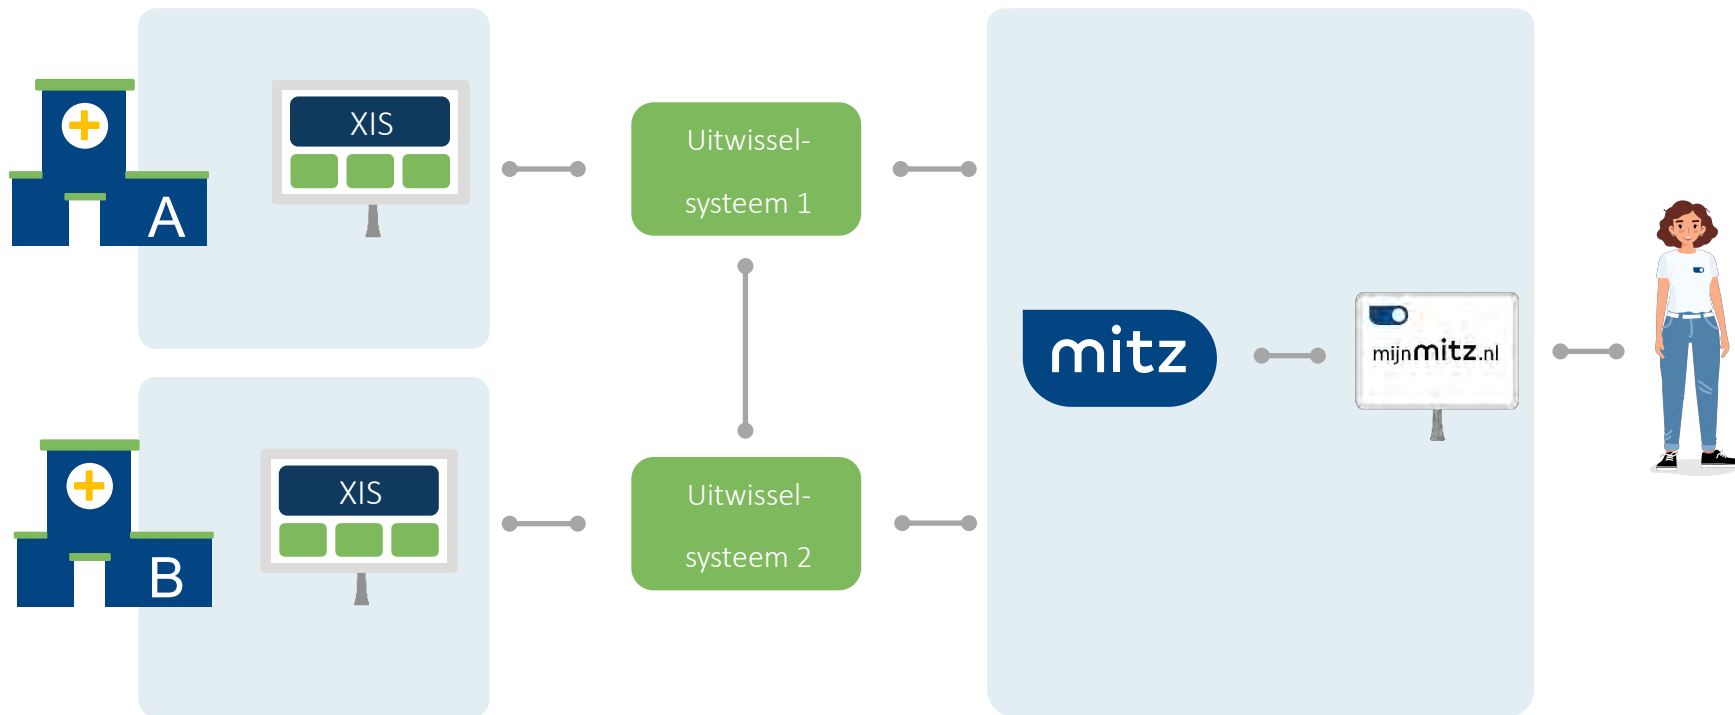 XIS
A
Uitwissel-
systeem 1
mitz
mijnmitz.nl
XIS
B
Uitwissel-
systeem 2